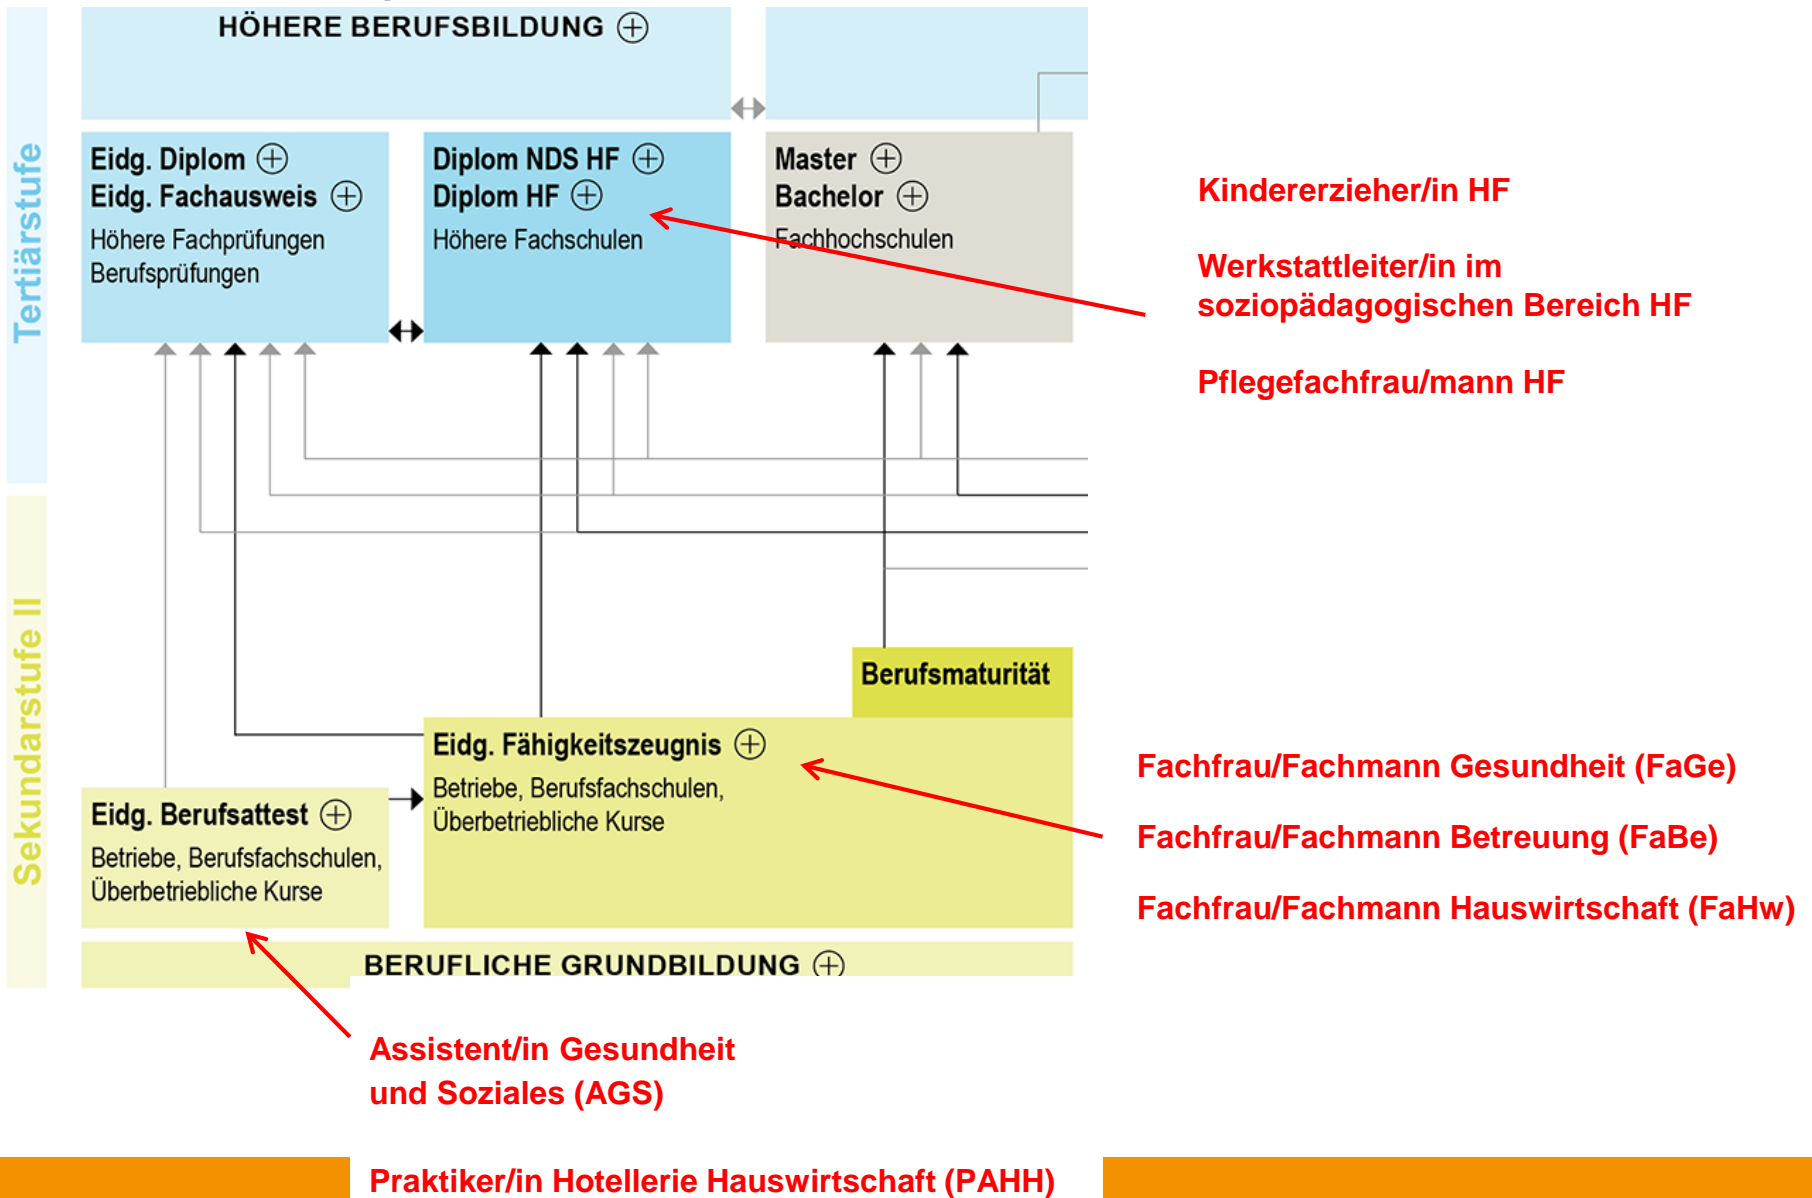 HÖHERE BERUFSBILDUNG
Tertiärstufe
Eidg. Diplom
Eidg. Fachausweis
Höhere Fachprüfungen
Berufsprüfungen
Diplom NDS HF
Diplom HF
Höhere Fachschulen
Master
Bachelor
Fachhochschulen
Kindererzieher/in HF
Werkstattleiter/in im
soziopädagogischen Bereich HF
Pflegefachfrau/mann HF
Sekundarstufe II
Berufsmaturität
Eidg. Fähigkeitszeugnis
Betriebe, Berufsfachschulen,
Überbetriebliche Kurse
Eidg. Berufsattest
Betriebe, Berufsfachschulen,
Überbetriebliche Kurse
Fachfrau/Fachmann Gesundheit (FaGe)
Fachfrau/Fachmann Betreuung (FaBe)
Fachfrau/Fachmann Hauswirtschaft (FaHw)
BERUFLICHE GRUNDBILDUNG
Assistent/in Gesundheit
und Soziales (AGS)
Praktiker/in Hotellerie Hauswirtschaft (PAHH)